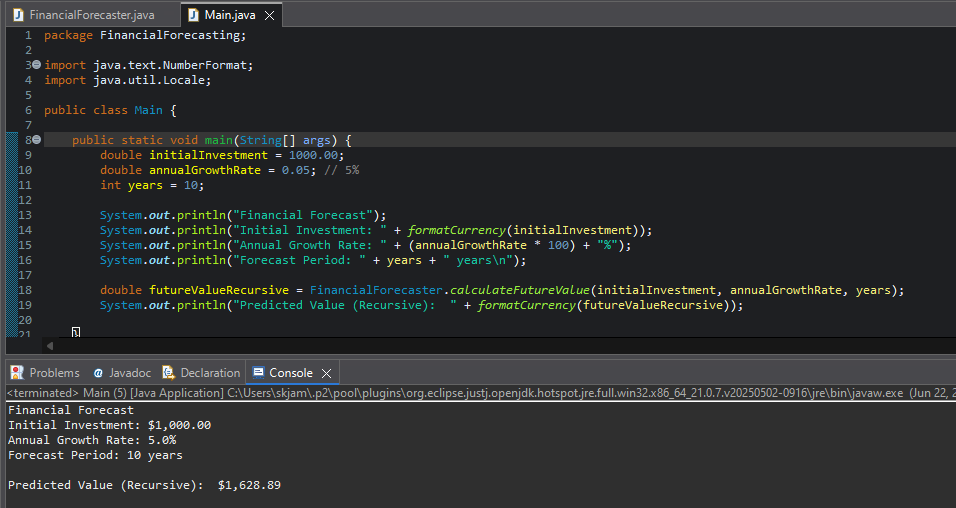 FinancialForecaster.java Main.java
1 package FinancialForecasting;
2
3 import java.text.NumberFormat;
4 import java.util.Locale;
5
6 public class Main {
7
8 public static void main(String[] args) {
9 double initialInvestment = 1000.00;
10 double annualGrowthRate = 0.05; // 5%
11 int years = 10;
12
13 System.out.println("Financial Forecast");
14 System.out.println("Initial Investment: " + formatCurrency(initialInvestment));
15 System.out.println("Annual Growth Rate: " + (annualGrowthRate * 100) + "%");
16 System.out.println("Forecast Period: " + years + " years\n");
17
18 double futureValueRecursive = FinancialForecaster.calculateFutureValue(initialInvestment, annualGrowthRate, years);
19 System.out.println("Predicted Value (Recursive):  " + formatCurrency(futureValueRecursive));
20
21 }
Problems Javadoc Declaration Console
<terminated> Main (5) [Java Application] C:\Users\skjam\.p2\pool\plugins\org.eclipse.justj.openjdk.hotspot.jre.full.win32.x86_64_21.0.7.v20250502-0916\jre\bin\javaw.exe (Jun 22, 2
Financial Forecast
Initial Investment: $1,000.00
Annual Growth Rate: 5.0%
Forecast Period: 10 years

Predicted Value (Recursive):  $1,628.89